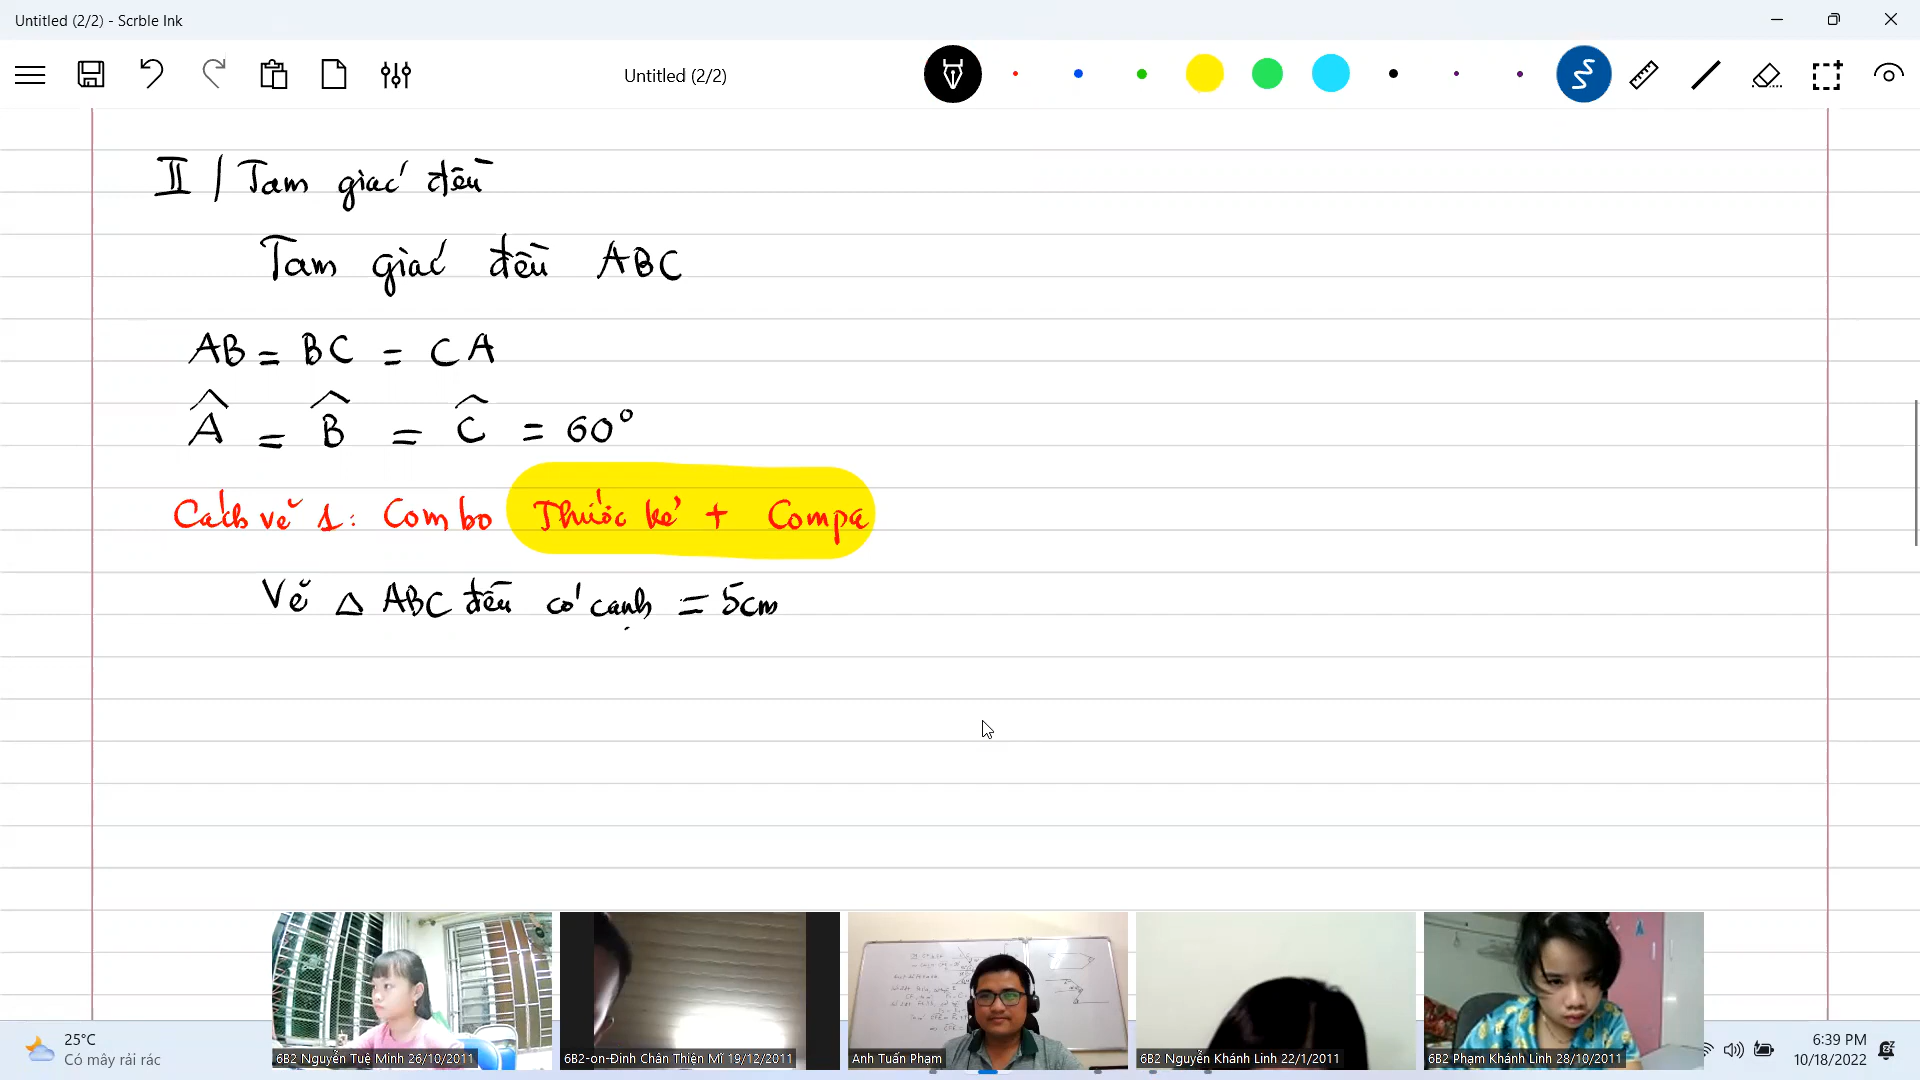 Untitled (2/2) - Scrble Ink
Untitled (2/2)
II / Tam giác đều
Tam giác đều ABC
AB = BC = CA
Â = B̂ = Ĉ = 60°
Cách vẽ 1: Combo Thước kẻ + Compa
Vẽ △ ABC đều có cạnh = 5cm
6B2 Nguyễn Tuệ Minh 26/10/2011
6B2-on-Đinh Chân Thiện Mĩ 19/12/2011
Anh Tuấn Phạm
6B2 Nguyễn Khánh Linh 22/1/2011
6B2 Phạm Khánh Linh 28/10/2011
25°C
Có mây rải rác
6:39 PM
10/18/2022